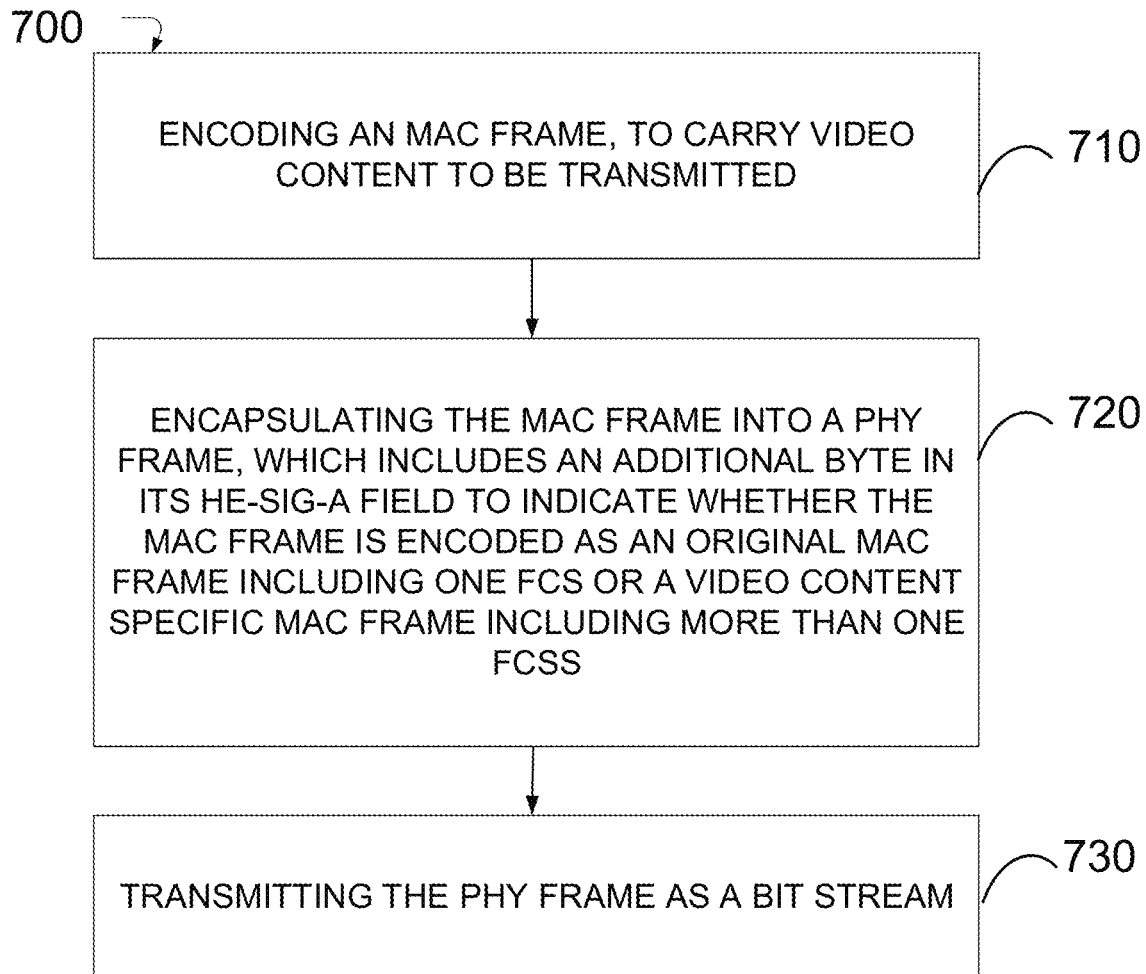 700
ENCODING AN MAC FRAME, TO CARRY VIDEO
CONTENT TO BE TRANSMITTED
710
ENCAPSULATING THE MAC FRAME INTO A PHY
FRAME, WHICH INCLUDES AN ADDITIONAL BYTE IN
ITS HE-SIG-A FIELD TO INDICATE WHETHER THE
MAC FRAME IS ENCODED AS AN ORIGINAL MAC
FRAME INCLUDING ONE FCS OR A VIDEO CONTENT
SPECIFIC MAC FRAME INCLUDING MORE THAN ONE
FCSS
720
TRANSMITTING THE PHY FRAME AS A BIT STREAM
730